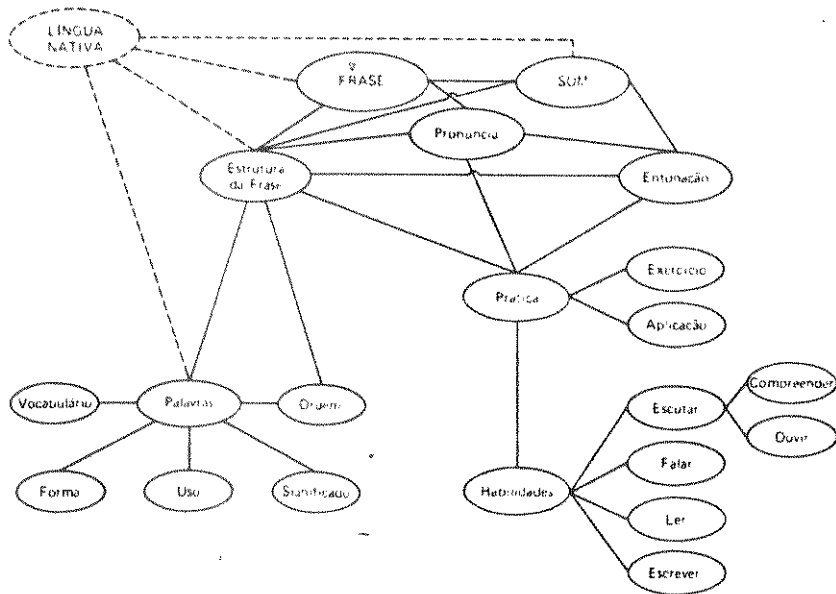 LÍNGUA
NATIVA
FRASE
SOM
Pronúncia
Estrutura
da Frase
Entonação
Prática
Exercício
Aplicação
Vocabulário
Palavras
Ordem
Forma
Uso
Significado
Habilidades
Escutar
Compreender
Ouvir
Falar
Ler
Escrever